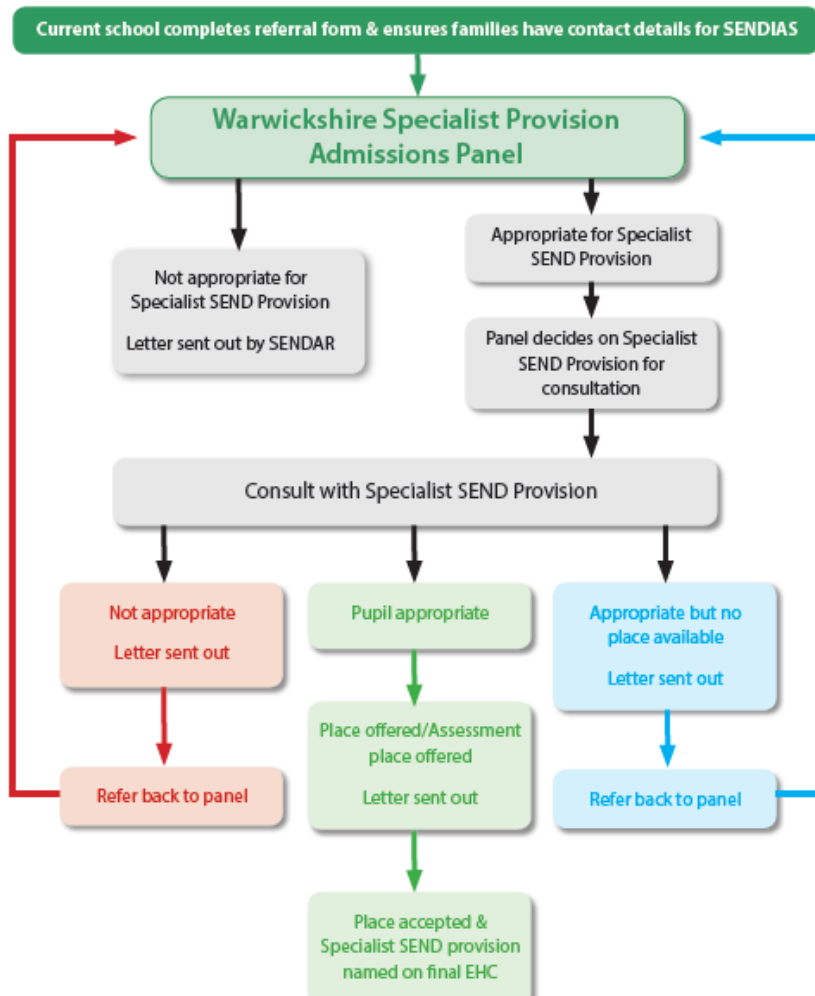 Current school completes referral form & ensures families have contact details for SENDIAS
Warwickshire Specialist Provision
Admissions Panel
Not appropriate for
Specialist SEND Provision
Letter sent out by SENDAR
Appropriate for Specialist
SEND Provision
Panel decides on Specialist
SEND Provision for
consultation
Consult with Specialist SEND Provision
Not appropriate
Letter sent out
Refer back to panel
Pupil appropriate
Place offered/Assessment
place offered
Letter sent out
Place accepted &
Specialist SEND provision
named on final EHC
Appropriate but no
place available
Letter sent out
Refer back to panel